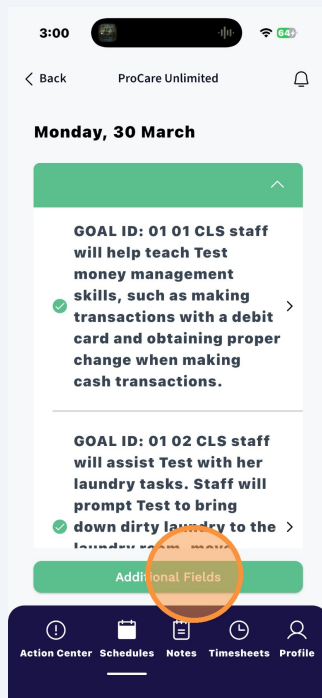 3:00
64
Back
ProCare Unlimited
Monday, 30 March
GOAL ID: 01 01 CLS staff
will help teach Test
money management
skills, such as making
transactions with a debit
card and obtaining proper
change when making
cash transactions.
GOAL ID: 01 02 CLS staff
will assist Test with her
laundry tasks. Staff will
prompt Test to bring
down dirty laundry to the
laundry room, move
Additional Fields
Action Center Schedules Notes Timesheets Profile